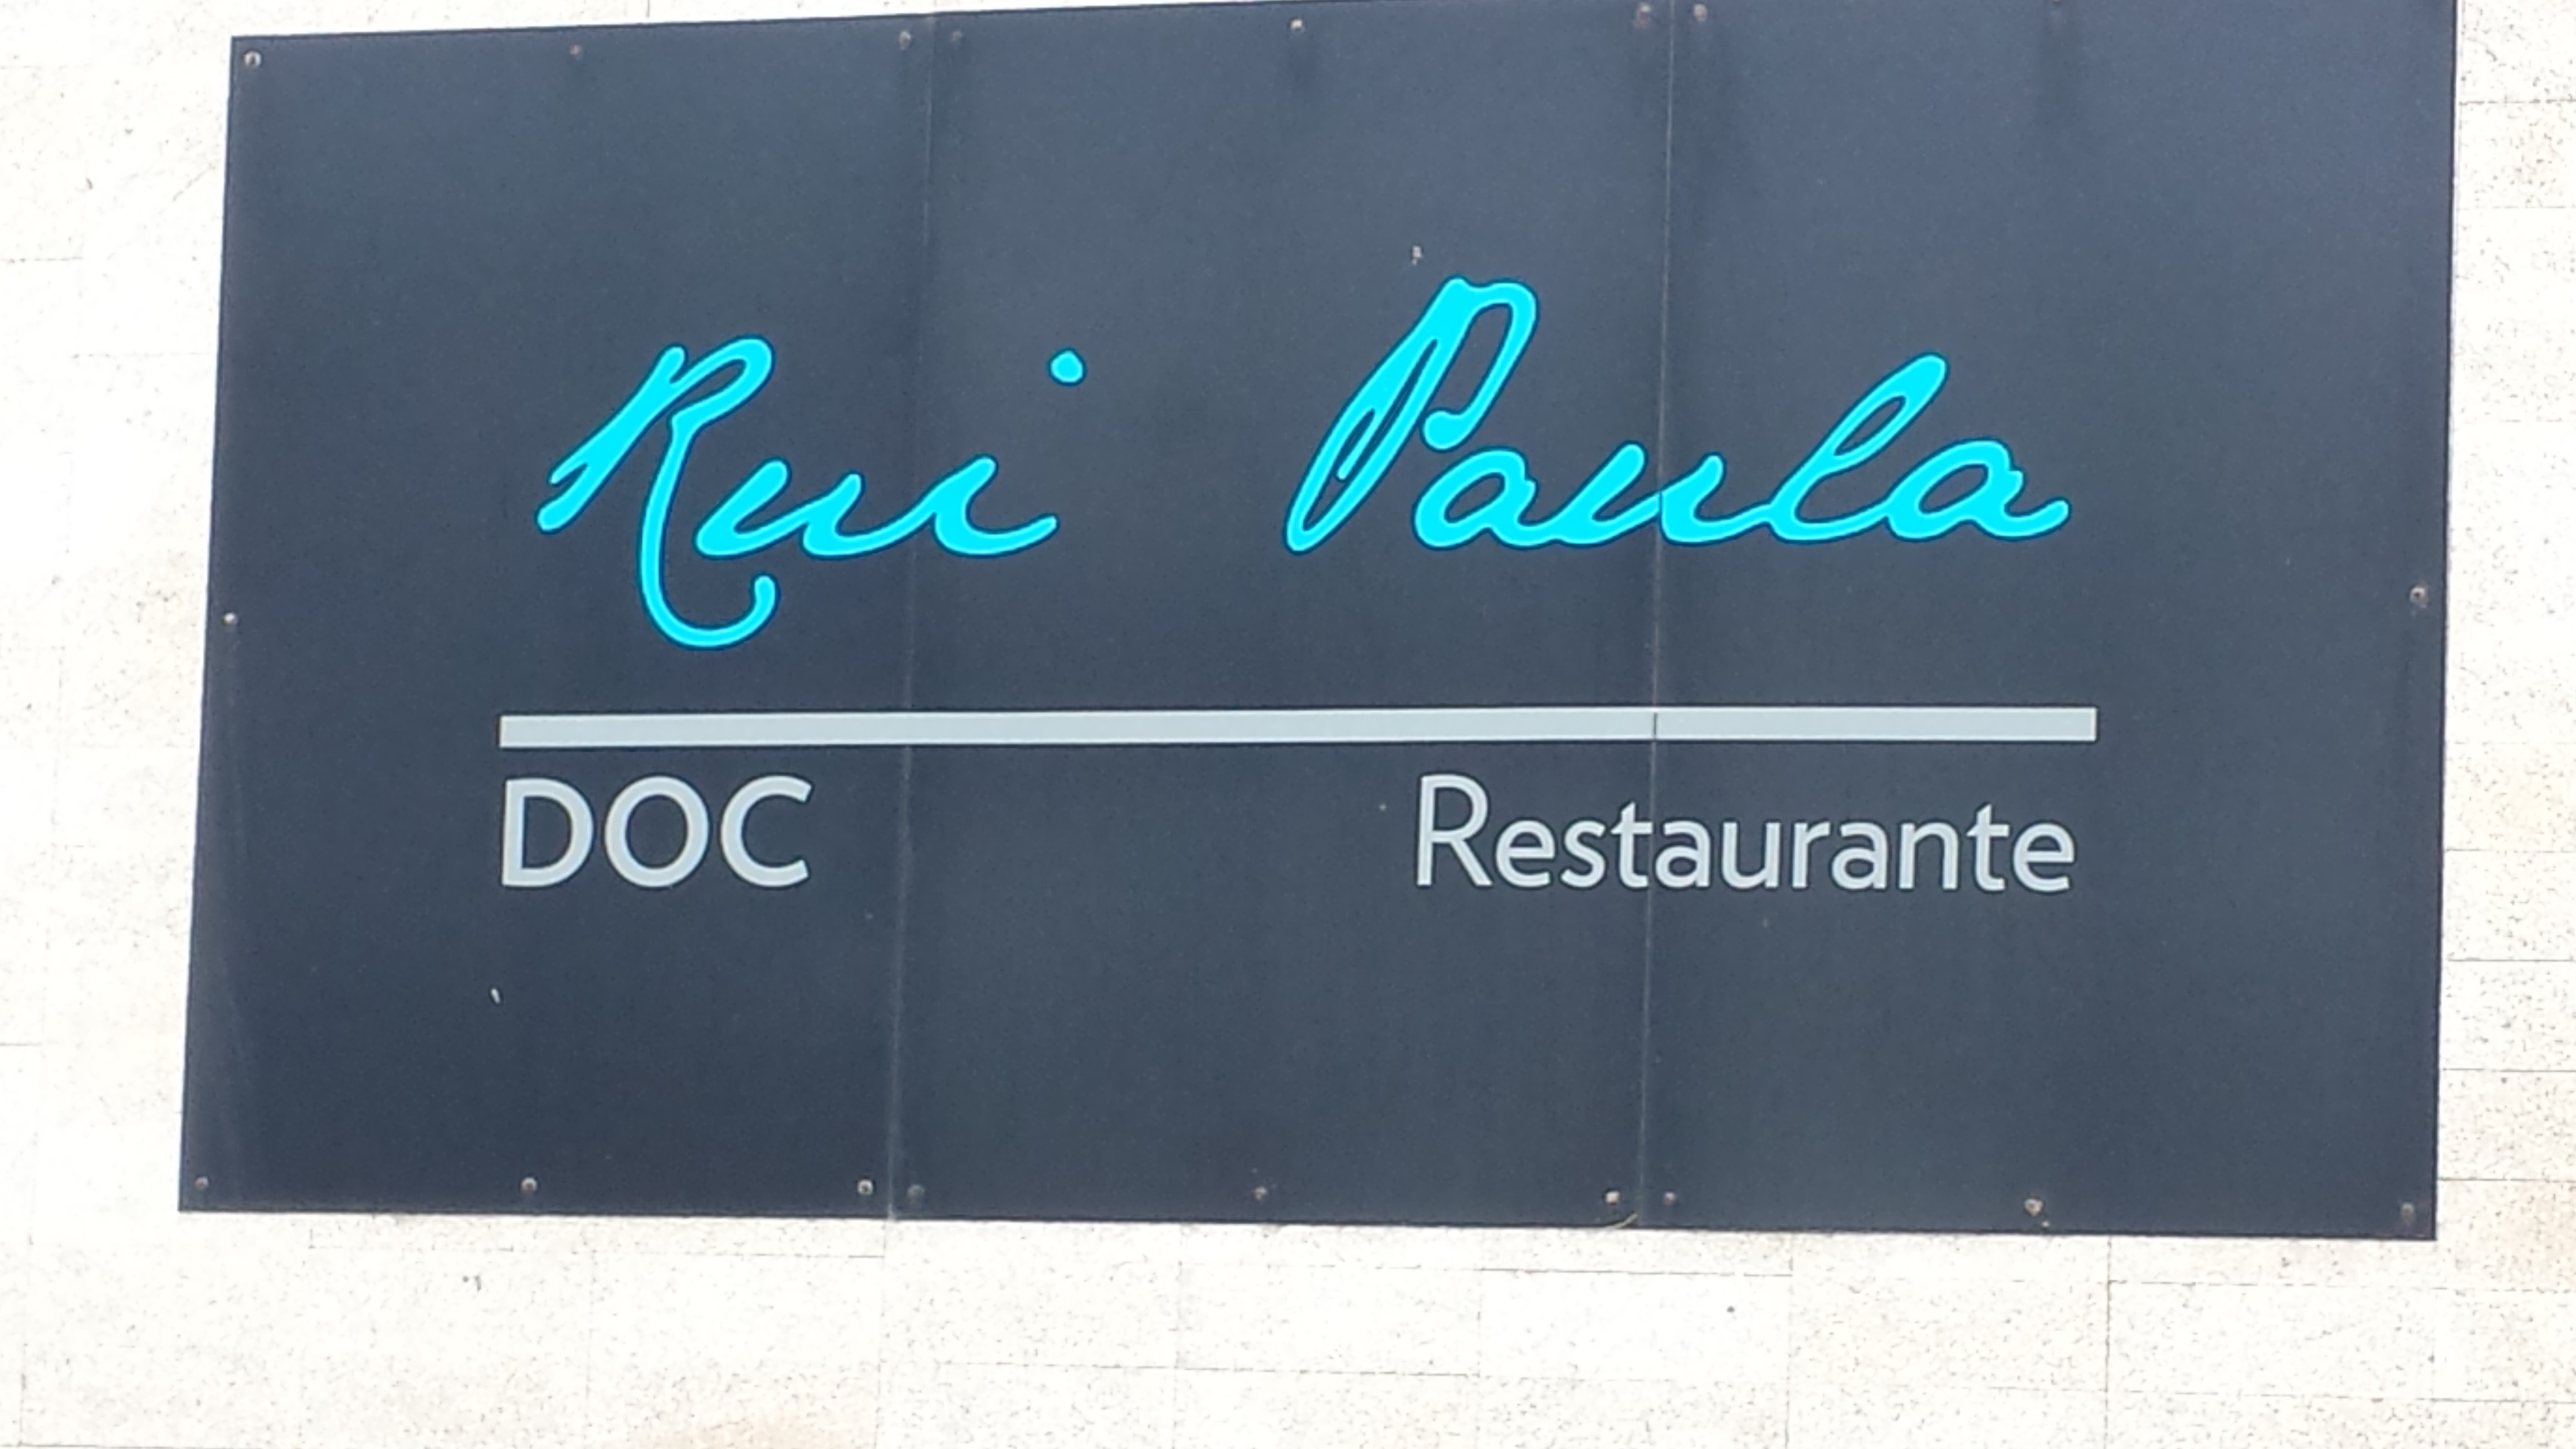 Rui Paula
DOC Restaurante